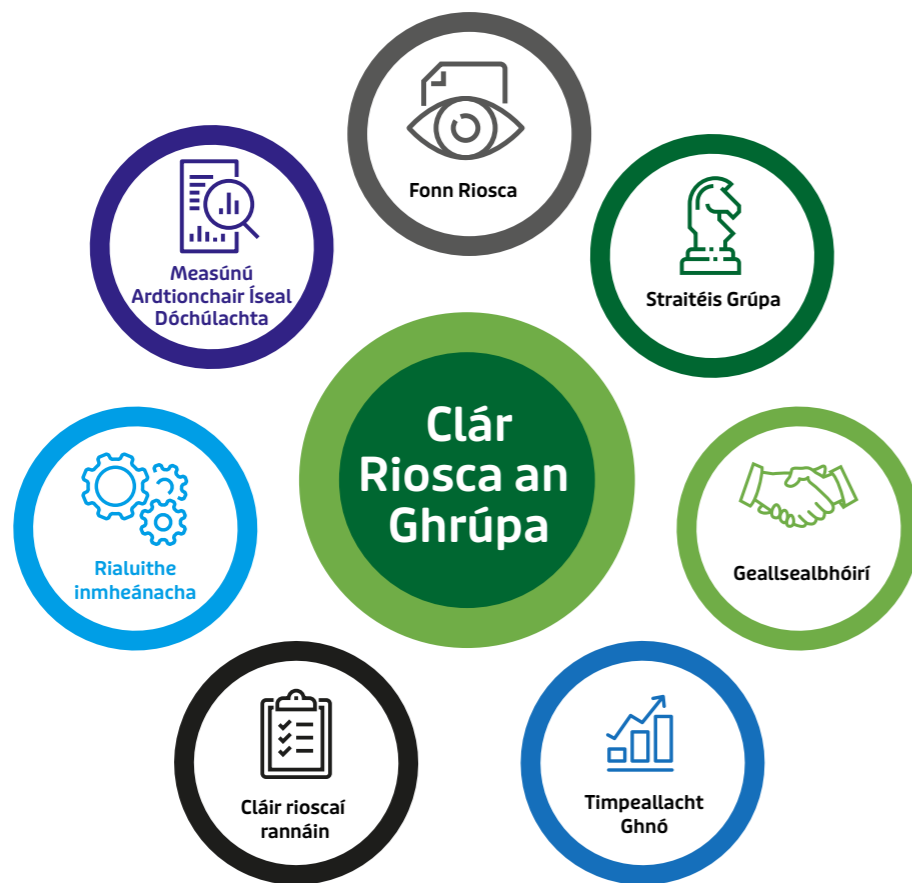 Fonn Riosca
Straitéis Grúpa
Geallsealbhóirí
Timpeallacht
Ghnó
Cláir rioscaí
rannáin
Rialuithe
inmheánacha
Measúnú
Ardtionchair Íseal
Dóchúlachta
Clár
Riosca an
Ghrúpa